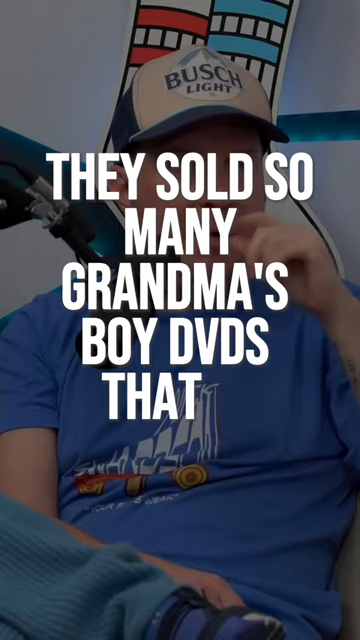 BUSCH
LIGHT
THEY SOLD SO
MANY
GRANDMA'S
BOY DVDS
THAT